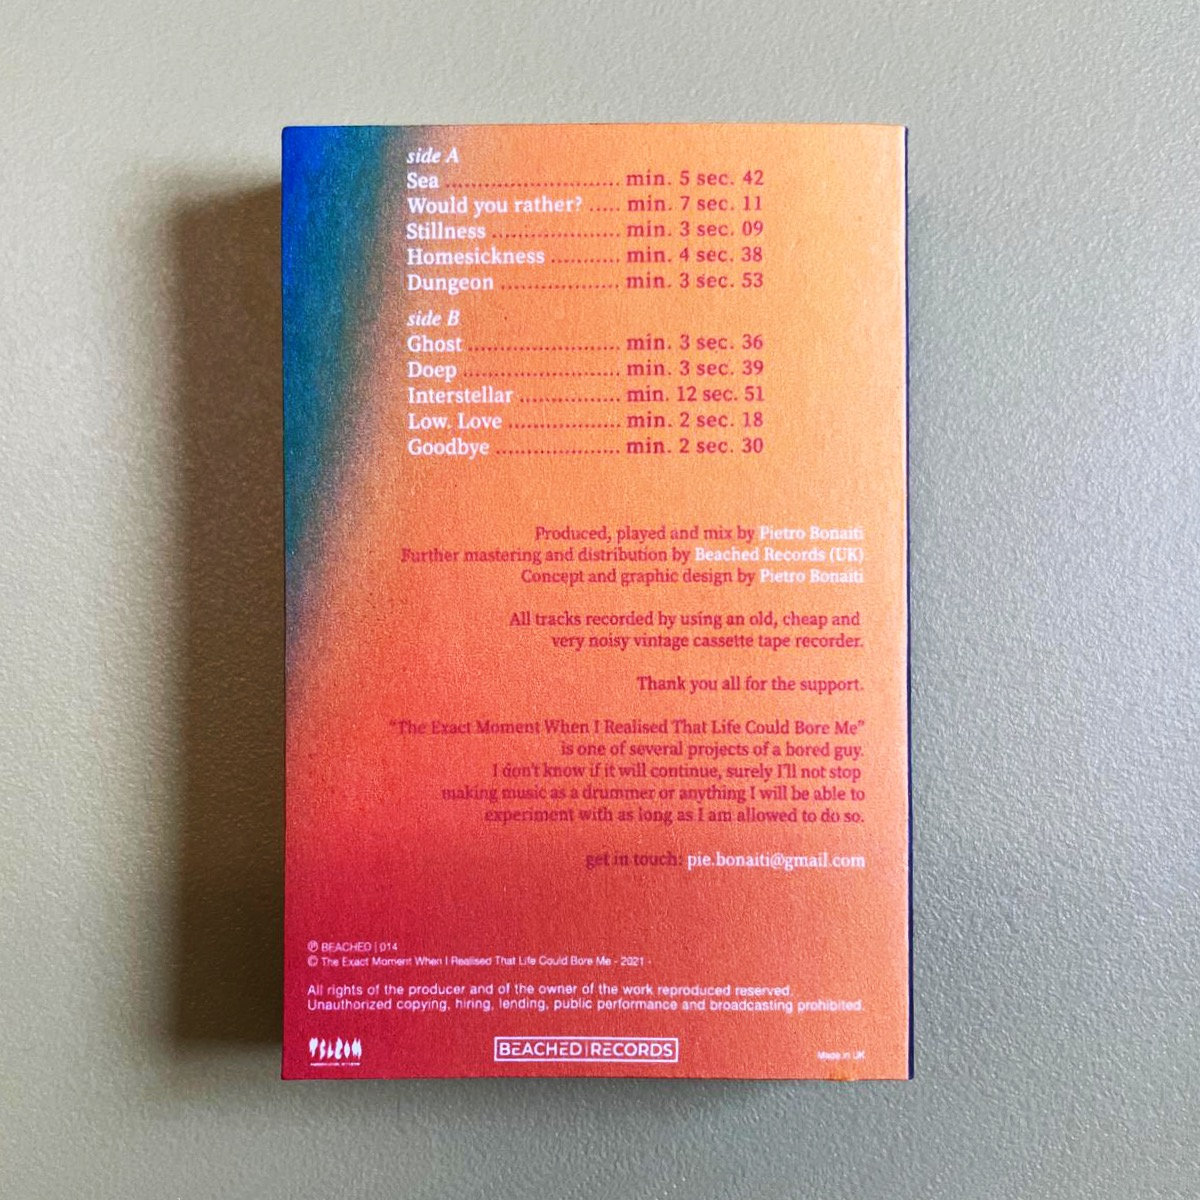 side A
Sea ............................ min. 5 sec. 42
Would you rather? ..... min. 7 sec. 11
Stillness ..................... min. 3 sec. 09
Homesickness ........... min. 4 sec. 38
Dungeon ................... min. 3 sec. 53
side B
Ghost ........................ min. 3 sec. 36
Doep ......................... min. 3 sec. 39
Interstellar ................ min. 12 sec. 51
Low. Love .................. min. 2 sec. 18
Goodbye .................... min. 2 sec. 30
Produced, played and mix by Pietro Bonaiti
Further mastering and distribution by Beached Records (UK)
Concept and graphic design by Pietro Bonaiti
All tracks recorded by using an old, cheap and
very noisy vintage cassette tape recorder.
Thank you all for the support.
“The Exact Moment When I Realised That Life Could Bore Me”
is one of several projects of a bored guy.
I don't know if it will continue, surely I'll not stop
making music as a drummer or anything I will be able to
experiment with as long as I am allowed to do so.
get in touch: pie.bonaiti@gmail.com
℗ BEACHED | 014
© The Exact Moment When I Realised That Life Could Bore Me - 2021 -
All rights of the producer and of the owner of the work reproduced reserved.
Unauthorized copying, hiring, lending, public performance and broadcasting prohibited.
BEACHED | RECORDS
Made in UK